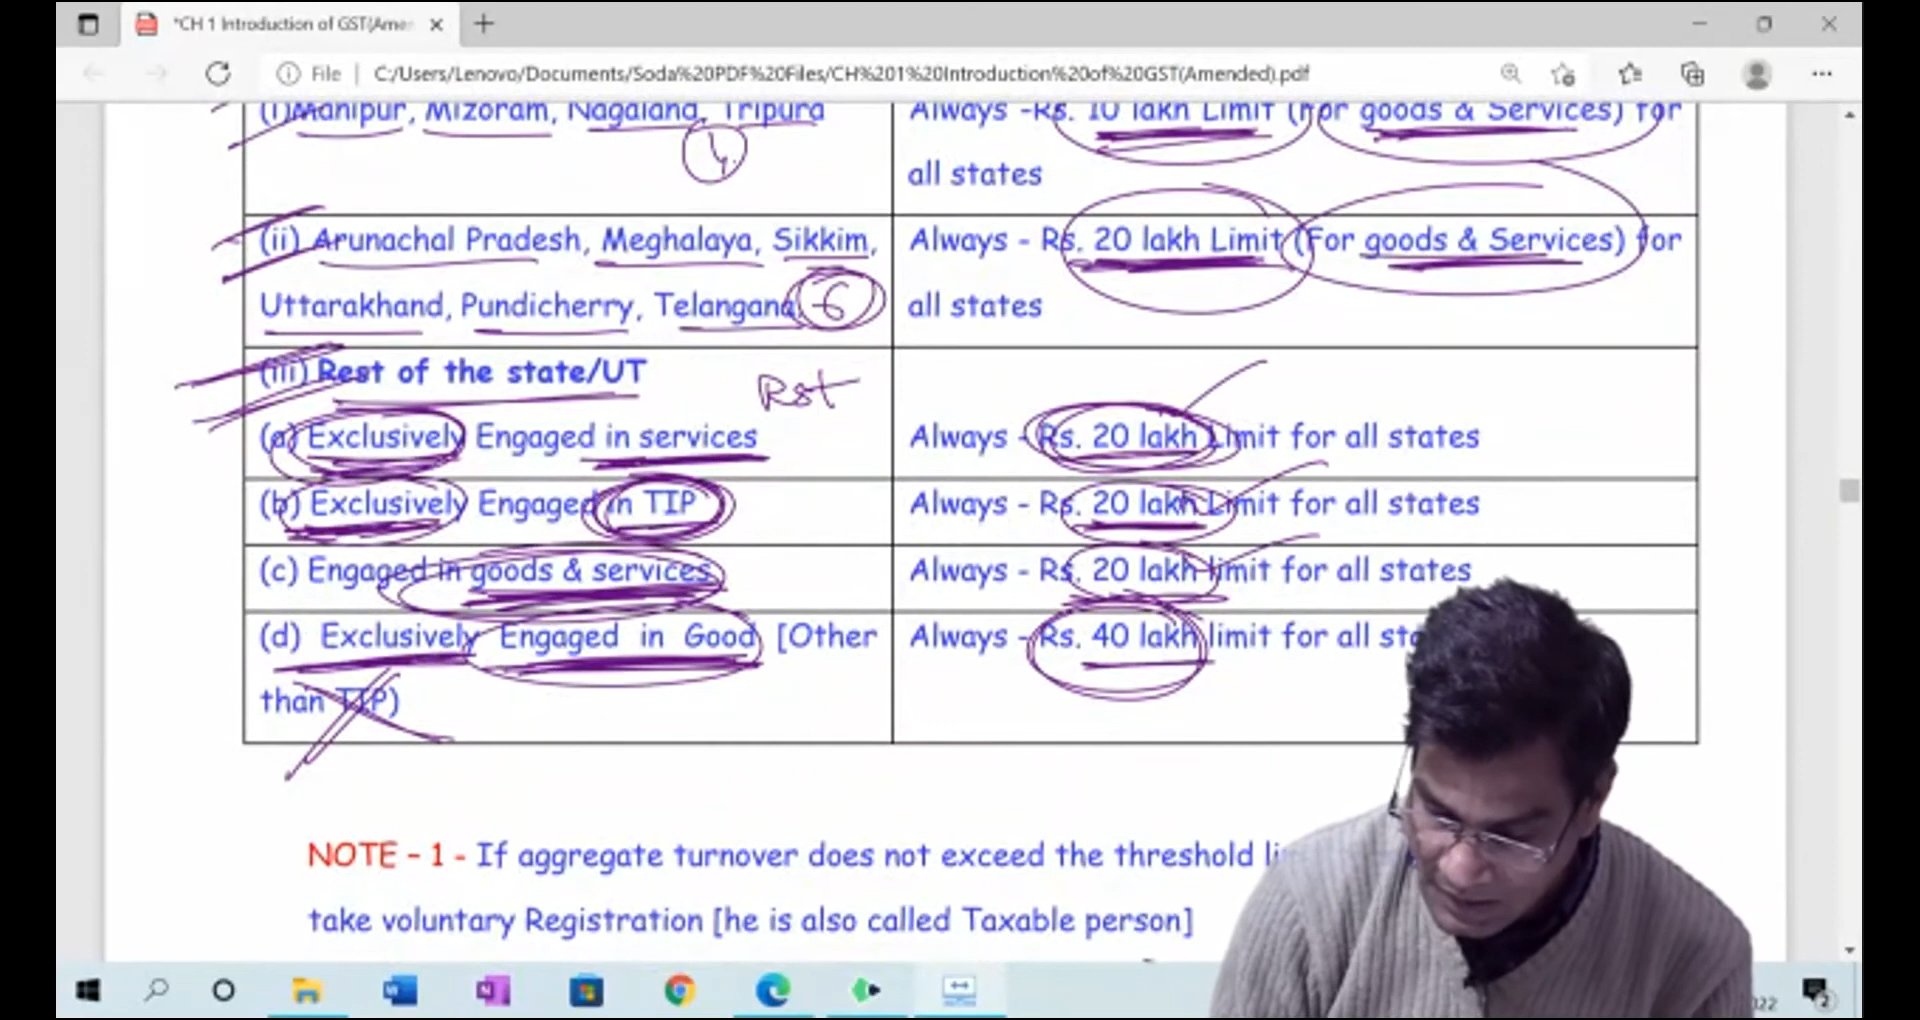 *CH 1 Introduction of GST(Ame
File | C:/Users/Lenovo/Documents/Soda%20PDF%20Files/CH%201%20Introduction%20of%20GST(Amended).pdf
(i)Manipur, Mizoram, Nagaland, Tripura
4
Always -Rs. 10 lakh Limit (For goods & Services) for
all states
(ii) Arunachal Pradesh, Meghalaya, Sikkim,
Uttarakhand, Pundicherry, Telangana
6
Always - Rs. 20 lakh Limit (For goods & Services) for
all states
(iii) Rest of the state/UT
Rst
(a) Exclusively Engaged in services
Always - Rs. 20 lakh Limit for all states
(b) Exclusively Engaged in TIP
Always - Rs. 20 lakh Limit for all states
(c) Engaged in goods & services
Always - Rs. 20 lakh limit for all states
(d) Exclusively Engaged in Good [Other
than TIP)
Always - Rs. 40 lakh limit for all sta
NOTE - 1 - If aggregate turnover does not exceed the threshold li
take voluntary Registration [he is also called Taxable person]
022
2